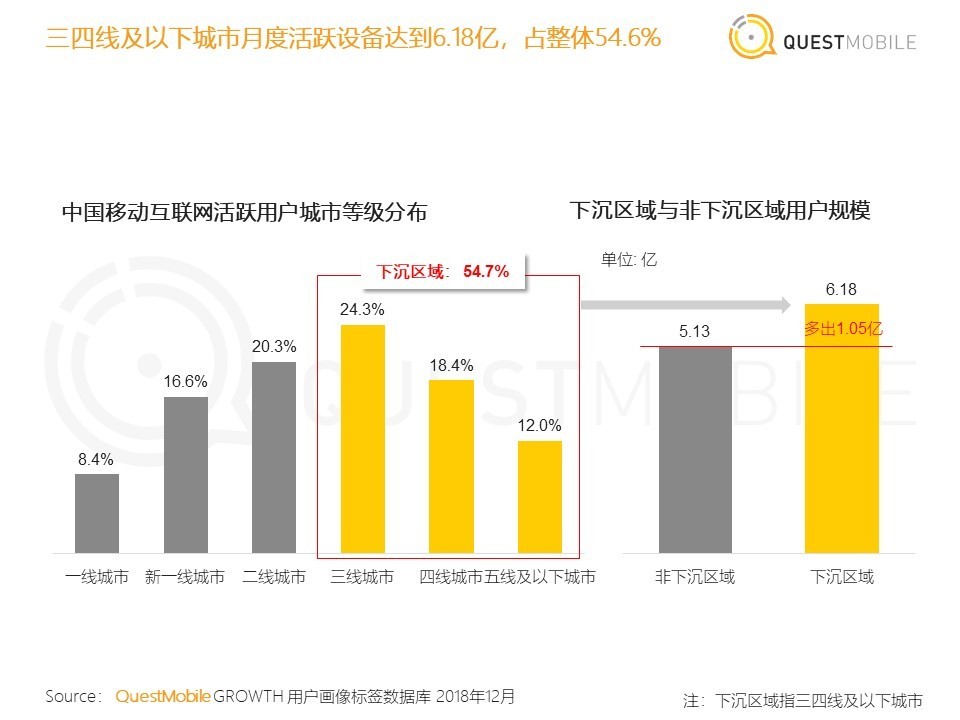 三四线及以下城市月度活跃设备达到6.18亿，占整体54.6%
QUESTMOBILE
中国移动互联网活跃用户城市等级分布
下沉区域与非下沉区域用户规模
单位: 亿
下沉区域： 54.7%
8.4%
16.6%
20.3%
24.3%
18.4%
12.0%
5.13
6.18
多出1.05亿
QUESTMOBILE
一线城市
新一线城市
二线城市
三线城市
四线城市
五线及以下城市
非下沉区域
下沉区域
Source： QuestMobile GROWTH 用户画像标签数据库 2018年12月
注：下沉区域指三四线及以下城市